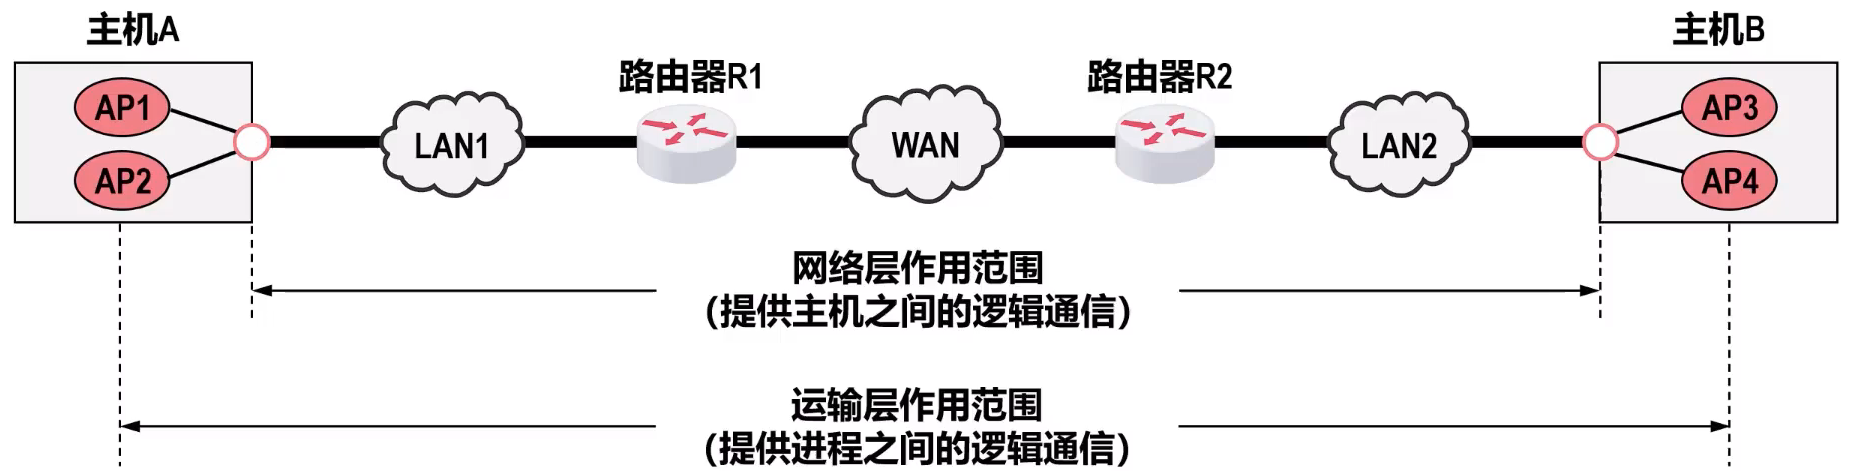 主机A
主机B
路由器R1
路由器R2
AP1
AP2
LAN1
WAN
LAN2
AP3
AP4
网络层作用范围
(提供主机之间的逻辑通信)
运输层作用范围
(提供进程之间的逻辑通信)